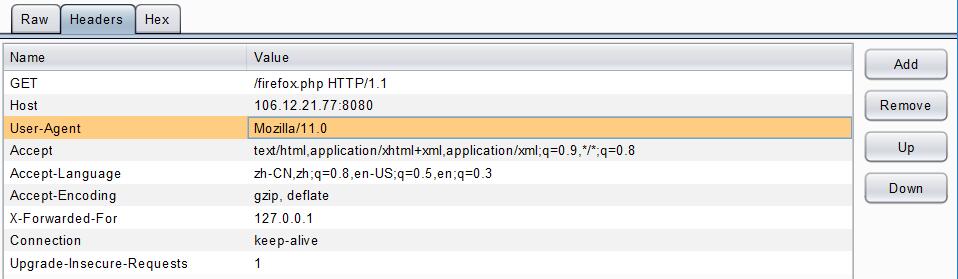 Raw Headers Hex
Name Value
GET /firefox.php HTTP/1.1
Host 106.12.21.77:8080
User-Agent Mozilla/11.0
Accept text/html,application/xhtml+xml,application/xml;q=0.9,*/*;q=0.8
Accept-Language zh-CN,zh;q=0.8,en-US;q=0.5,en;q=0.3
Accept-Encoding gzip, deflate
X-Forwarded-For 127.0.0.1
Connection keep-alive
Upgrade-Insecure-Requests 1
Add
Remove
Up
Down